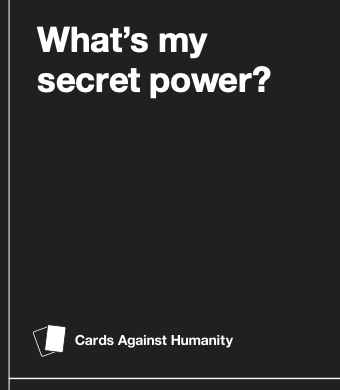 What’s my
secret power?
Cards Against Humanity